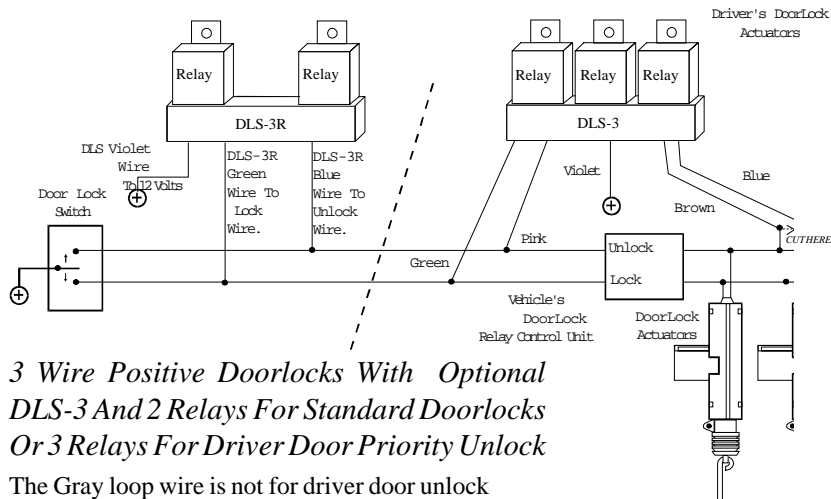 Driver's DoorLock
Actuators
Relay
Relay
Relay
Relay
Relay
DLS-3R
DLS-3
DLS Violet
Wire
To 12 Volts
DLS-3R
Green
Wire To
Lock
Wire.
DLS-3R
Blue
Wire To
Unlock
Wire.
Violet
Blue
Brown
Door Lock
Switch
CUT HERE
Pink
Green
Unlock
Lock
Vehicle's
DoorLock
Relay Control Unit
DoorLock
Actuators
3 Wire Positive Doorlocks With Optional
DLS-3 And 2 Relays For Standard Doorlocks
Or 3 Relays For Driver Door Priority Unlock
The Gray loop wire is not for driver door unlock